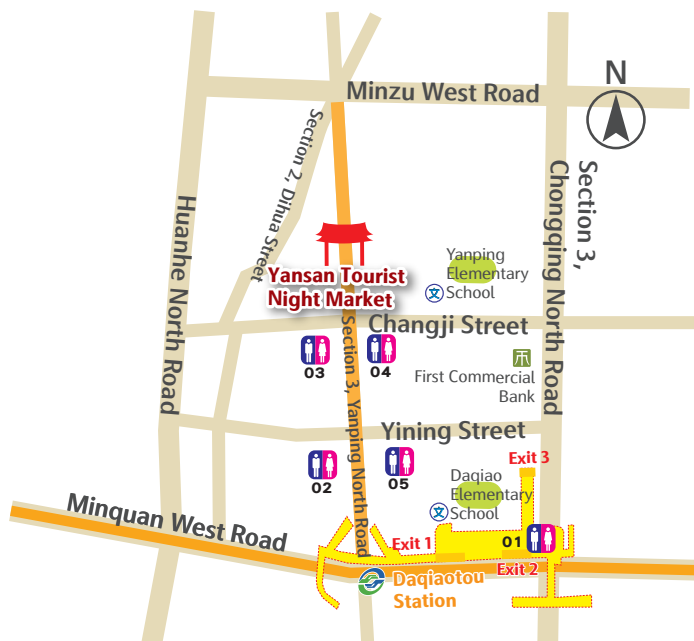 Minzu West Road
N
Section 2, Dihua Street
Section 3,
Chongqing North Road
Huanhe North Road
Yanping
Elementary
文 School
Yansan Tourist
Night Market
Changji Street
Section 3, Yanping North Road
03
04
First Commercial
Bank
Yining Street
Exit 3
02
05
Daqiao
Elementary
文 School
Minquan West Road
Exit 1
01
Exit 2
Daqiaotou
Station